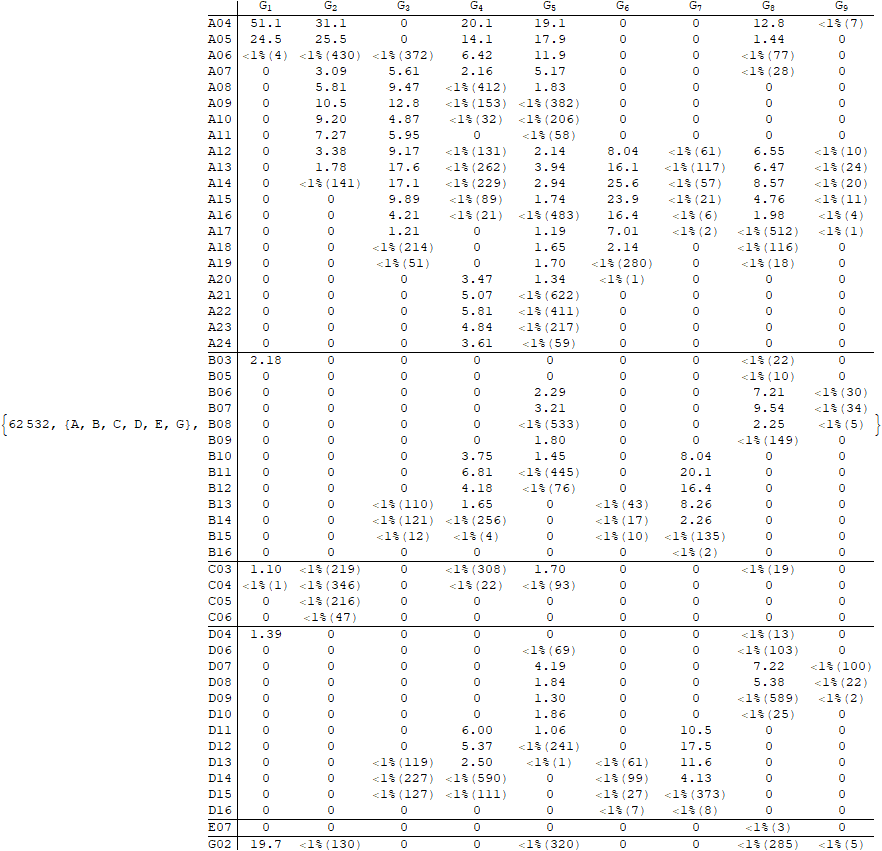 G1 G2 G3 G4 G5 G6 G7 G8 G9
A04 51.1 31.1 0 20.1 19.1 0 0 12.8 <1%(7)
A05 24.5 25.5 0 14.1 17.9 0 0 1.44 0
A06 <1%(4) <1%(430) <1%(372) 6.42 11.9 0 0 <1%(77) 0
A07 0 3.09 5.61 2.16 5.17 0 0 <1%(28) 0
A08 0 5.81 9.47 <1%(412) 1.83 0 0 0 0
A09 0 10.5 12.8 <1%(153) <1%(382) 0 0 0 0
A10 0 9.20 4.87 <1%(32) <1%(206) 0 0 0 0
A11 0 7.27 5.95 0 <1%(58) 0 0 0 0
A12 0 3.38 9.17 <1%(131) 2.14 8.04 <1%(61) 6.55 <1%(10)
A13 0 1.78 17.6 <1%(262) 3.94 16.1 <1%(117) 6.47 <1%(24)
A14 0 <1%(141) 17.1 <1%(229) 2.94 25.6 <1%(57) 8.57 <1%(20)
A15 0 0 9.89 <1%(89) 1.74 23.9 <1%(21) 4.76 <1%(11)
A16 0 0 4.21 <1%(21) <1%(483) 16.4 <1%(6) 1.98 <1%(4)
A17 0 0 1.21 0 1.19 7.01 <1%(2) <1%(512) <1%(1)
A18 0 0 <1%(214) 0 1.65 2.14 0 <1%(116) 0
A19 0 0 <1%(51) 0 1.70 <1%(280) 0 <1%(18) 0
A20 0 0 0 3.47 1.34 <1%(1) 0 0 0
A21 0 0 0 5.07 <1%(622) 0 0 0 0
A22 0 0 0 5.81 <1%(411) 0 0 0 0
A23 0 0 0 4.84 <1%(217) 0 0 0 0
A24 0 0 0 3.61 <1%(59) 0 0 0 0
B03 2.18 0 0 0 0 0 0 <1%(22) 0
B05 0 0 0 0 0 0 0 <1%(10) 0
B06 0 0 0 0 2.29 0 0 7.21 <1%(30)
B07 0 0 0 0 3.21 0 0 9.54 <1%(34)
{62532, {A, B, C, D, E, G}, B08 0 0 0 0 <1%(533) 0 0 2.25 <1%(5) }
B09 0 0 0 0 1.80 0 0 <1%(149) 0
B10 0 0 0 3.75 1.45 0 8.04 0 0
B11 0 0 0 6.81 <1%(445) 0 20.1 0 0
B12 0 0 0 4.18 <1%(76) 0 16.4 0 0
B13 0 0 <1%(110) 1.65 0 <1%(43) 8.26 0 0
B14 0 0 <1%(121) <1%(256) 0 <1%(17) 2.26 0 0
B15 0 0 <1%(12) <1%(4) 0 <1%(10) <1%(135) 0 0
B16 0 0 0 0 0 0 <1%(2) 0 0
C03 1.10 <1%(219) 0 <1%(308) 1.70 0 0 <1%(19) 0
C04 <1%(1) <1%(346) 0 <1%(22) <1%(93) 0 0 0 0
C05 0 <1%(216) 0 0 0 0 0 0 0
C06 0 <1%(47) 0 0 0 0 0 0 0
D04 1.39 0 0 0 0 0 0 <1%(13) 0
D06 0 0 0 0 <1%(69) 0 0 <1%(103) 0
D07 0 0 0 0 4.19 0 0 7.22 <1%(100)
D08 0 0 0 0 1.84 0 0 5.38 <1%(22)
D09 0 0 0 0 1.30 0 0 <1%(589) <1%(2)
D10 0 0 0 0 1.86 0 0 <1%(25) 0
D11 0 0 0 6.00 1.06 0 10.5 0 0
D12 0 0 0 5.37 <1%(241) 0 17.5 0 0
D13 0 0 <1%(119) 2.50 <1%(1) <1%(61) 11.6 0 0
D14 0 0 <1%(227) <1%(590) 0 <1%(99) 4.13 0 0
D15 0 0 <1%(127) <1%(111) 0 <1%(27) <1%(373) 0 0
D16 0 0 0 0 0 <1%(7) <1%(8) 0 0
E07 0 0 0 0 0 0 0 <1%(3) 0
G02 19.7 <1%(130) 0 0 <1%(320) 0 0 <1%(285) <1%(5)